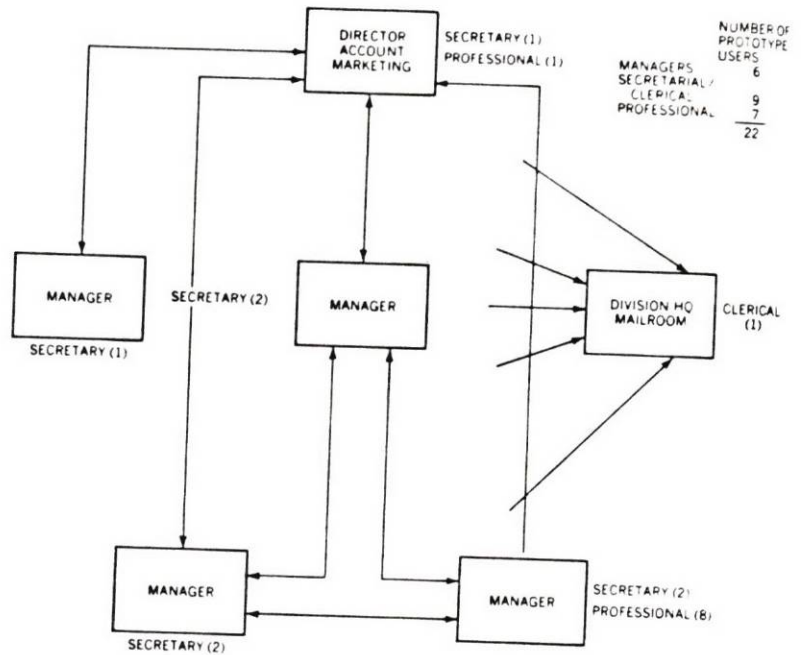 DIRECTOR
ACCOUNT
MARKETING
SECRETARY (1)
PROFESSIONAL (1)
NUMBER OF
PROTOTYPE
USERS
MANAGERS 6
SECRETARIAL/
CLERICAL 9
PROFESSIONAL 7
22
MANAGER
SECRETARY (1)
SECRETARY (2)
MANAGER
DIVISION HQ
MAILROOM
CLERICAL
(1)
MANAGER
SECRETARY (2)
MANAGER
SECRETARY (2)
PROFESSIONAL (8)